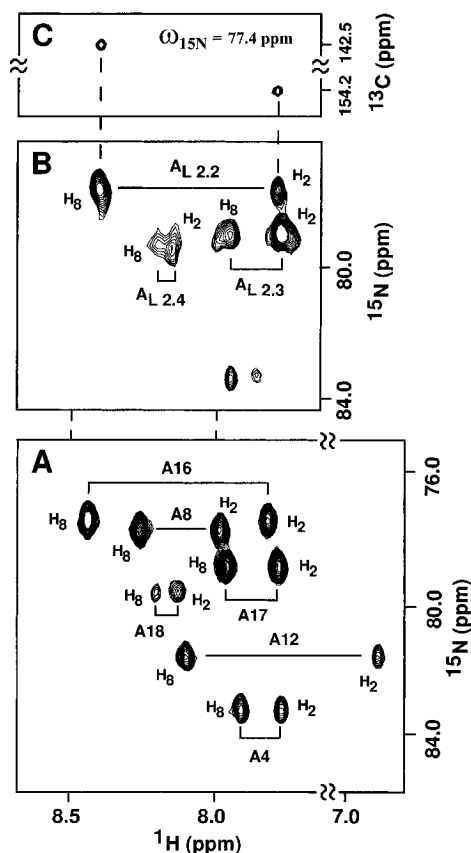 C
ω15N = 77.4 ppm
142.5
154.2
13C (ppm)
B
AL 2.2
H8
H2
H8
H2
H2
H8
AL 2.4
AL 2.3
80.0
84.0
15N (ppm)
A
A16
76.0
H8
A8
H2
H2
H8
H8
H2
H8
H2
A18
A17
80.0
A12
H8
H2
H8
H2
A4
84.0
15N (ppm)
8.5
8.0
7.0
1H (ppm)